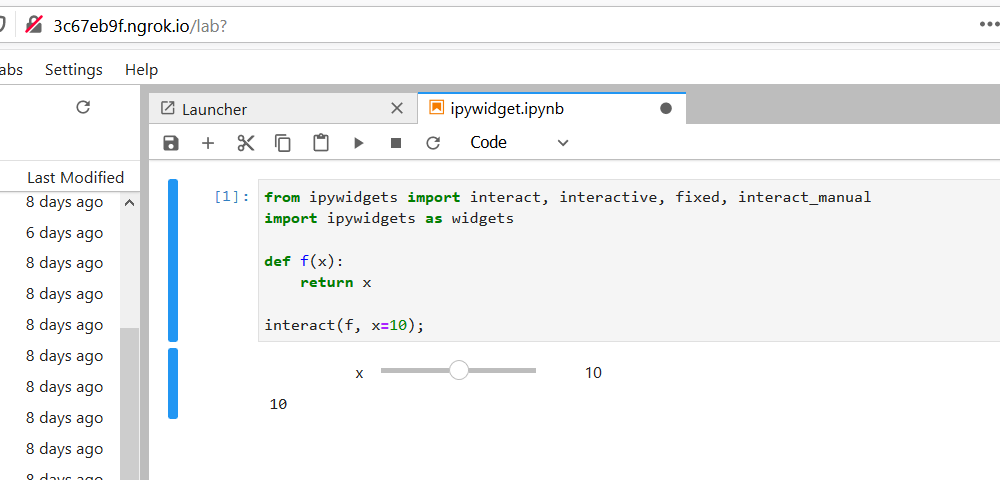 3c67eb9f.ngrok.io/lab?
abs Settings Help
Launcher ipywidget.ipynb
Code
Last Modified
8 days ago
6 days ago
8 days ago
8 days ago
8 days ago
8 days ago
8 days ago
8 days ago
8 days ago
8 days ago
[1]: from ipywidgets import interact, interactive, fixed, interact_manual
import ipywidgets as widgets
def f(x):
    return x
interact(f, x=10);
x 10
10